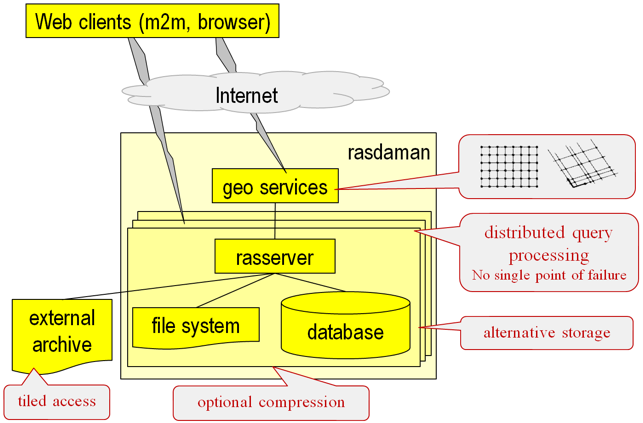 Web clients (m2m, browser)
Internet
rasdaman
geo services
distributed query
processing
No single point of failure
rasserver
external
archive
file system
database
alternative storage
tiled access
optional compression